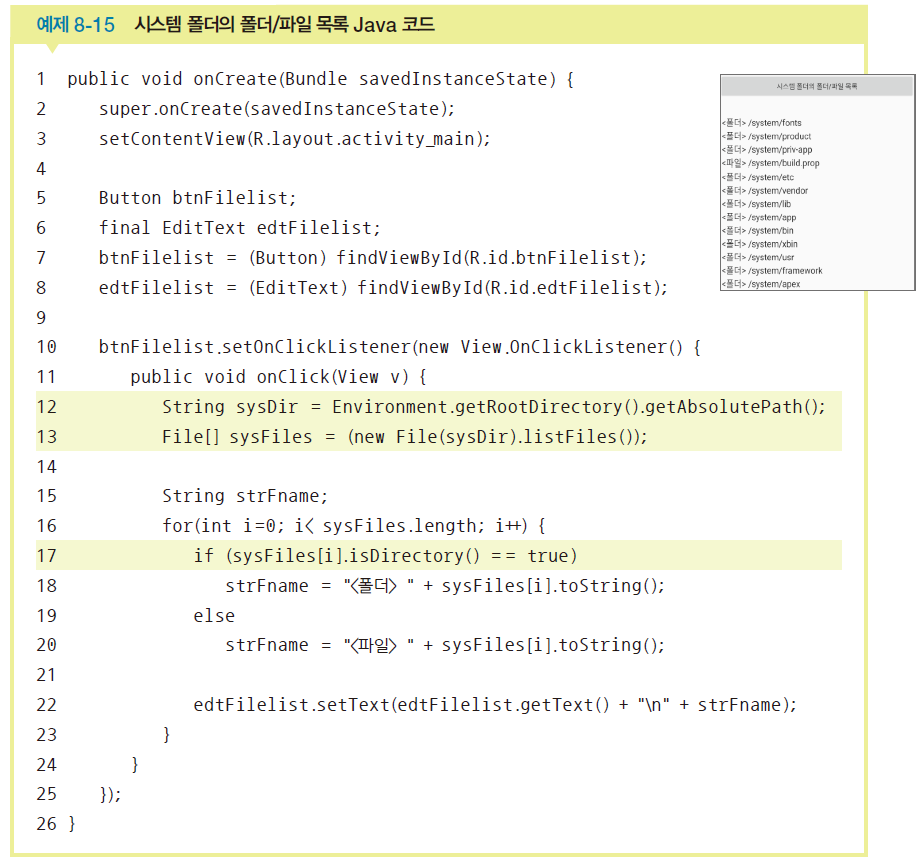 예제 8-15 시스템 폴더의 폴더/파일 목록 Java 코드
1 public void onCreate(Bundle savedInstanceState) {
2 super.onCreate(savedInstanceState);
3 setContentView(R.layout.activity_main);
4
5 Button btnFilelist;
6 final EditText edtFilelist;
7 btnFilelist = (Button) findViewById(R.id.btnFilelist);
8 edtFilelist = (EditText) findViewById(R.id.edtFilelist);
9
10 btnFilelist.setOnClickListener(new View.OnClickListener() {
11 public void onClick(View v) {
12 String sysDir = Environment.getRootDirectory().getAbsolutePath();
13 File[] sysFiles = (new File(sysDir).listFiles());
14
15 String strFname;
16 for(int i=0; i< sysFiles.length; i++) {
17 if (sysFiles[i].isDirectory() == true)
18 strFname = "<폴더> " + sysFiles[i].toString();
19 else
20 strFname = "<파일> " + sysFiles[i].toString();
21
22 edtFilelist.setText(edtFilelist.getText() + "\n" + strFname);
23 }
24 }
25 });
26 }
시스템 폴더의 폴더/파일 목록
<폴더> /system/fonts
<폴더> /system/product
<폴더> /system/priv-app
<파일> /system/build.prop
<폴더> /system/etc
<폴더> /system/vendor
<폴더> /system/lib
<폴더> /system/app
<폴더> /system/bin
<폴더> /system/xbin
<폴더> /system/usr
<폴더> /system/framework
<폴더> /system/apex